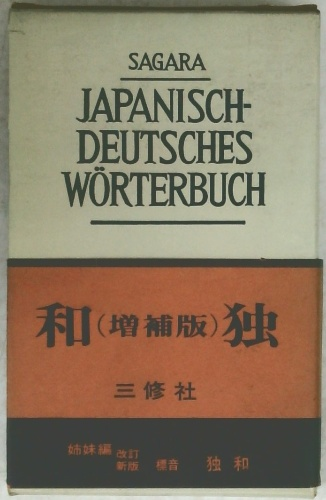 SAGARA
JAPANISCH-
DEUTSCHES
WÖRTERBUCH
和(増補版)独
三修社
姉妹編 改訂新版 標音 独和